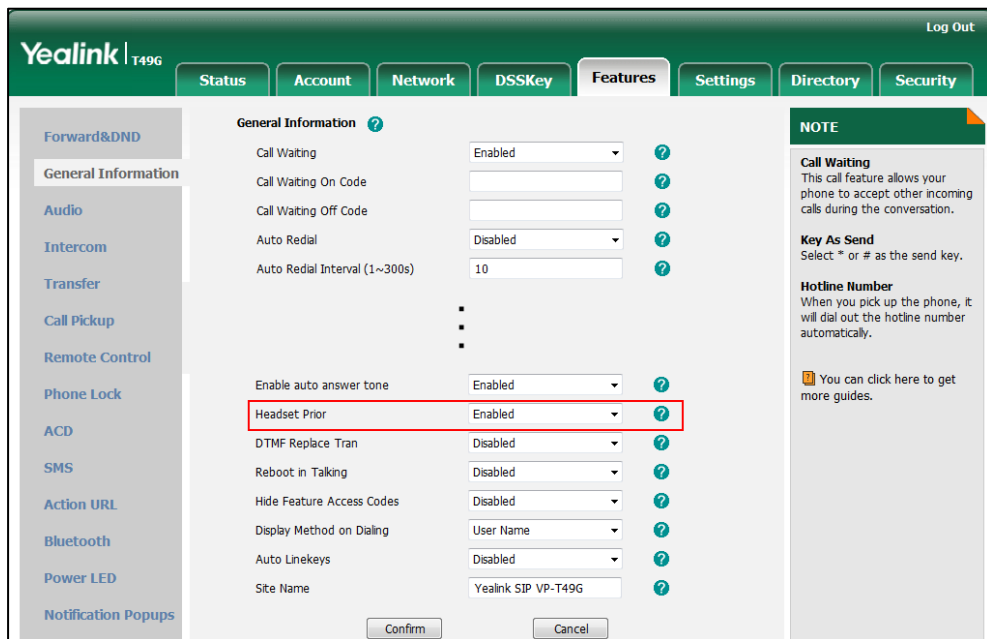 Log Out
Yealink T49G
Status Account Network DSSKey Features Settings Directory Security
Forward&DND
General Information
Audio
Intercom
Transfer
Call Pickup
Remote Control
Phone Lock
ACD
SMS
Action URL
Bluetooth
Power LED
Notification Popups
General Information ?
Call Waiting Enabled ?
Call Waiting On Code ?
Call Waiting Off Code ?
Auto Redial Disabled ?
Auto Redial Interval (1~300s) 10 ?
Enable auto answer tone Enabled ?
Headset Prior Enabled ?
DTMF Replace Tran Disabled ?
Reboot in Talking Disabled ?
Hide Feature Access Codes Disabled ?
Display Method on Dialing User Name ?
Auto Linekeys Disabled ?
Site Name Yealink SIP VP-T49G ?
Confirm Cancel
NOTE
Call Waiting
This call feature allows your
phone to accept other incoming
calls during the conversation.
Key As Send
Select * or # as the send key.
Hotline Number
When you pick up the phone, it
will dial out the hotline number
automatically.
? You can click here to get
more guides.